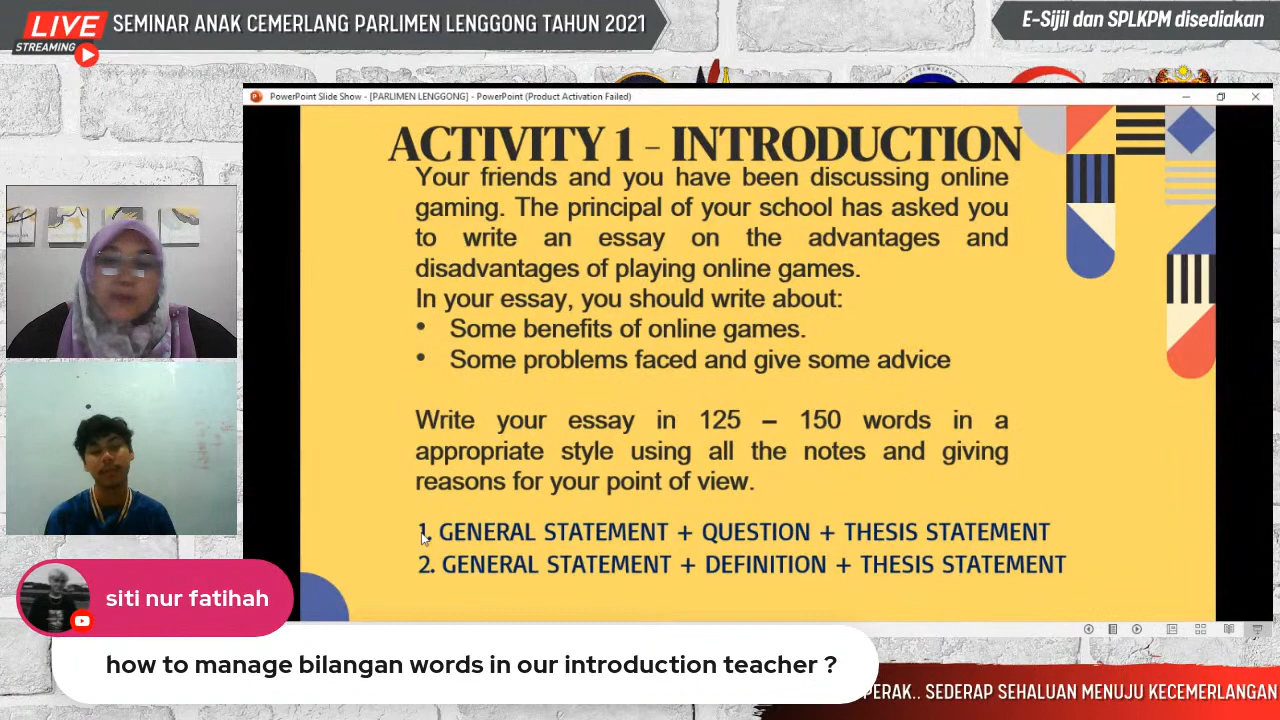 LIVE
STREAMING
SEMINAR ANAK CEMERLANG PARLIMEN LENGGONG TAHUN 2021
E-Sijil dan SPLKPM disediakan
PowerPoint Slide Show - [PARLIMEN LENGGONG] - PowerPoint (Product Activation Failed)
ACTIVITY 1 - INTRODUCTION
Your friends and you have been discussing online
gaming. The principal of your school has asked you
to write an essay on the advantages and
disadvantages of playing online games.
In your essay, you should write about:
• Some benefits of online games.
• Some problems faced and give some advice
Write your essay in 125 – 150 words in a
appropriate style using all the notes and giving
reasons for your point of view.
1. GENERAL STATEMENT + QUESTION + THESIS STATEMENT
2. GENERAL STATEMENT + DEFINITION + THESIS STATEMENT
siti nur fatihah
how to manage bilangan words in our introduction teacher ?
PERAK.. SEDERAP SEHALUAN MENUJU KECEMERLANGAN